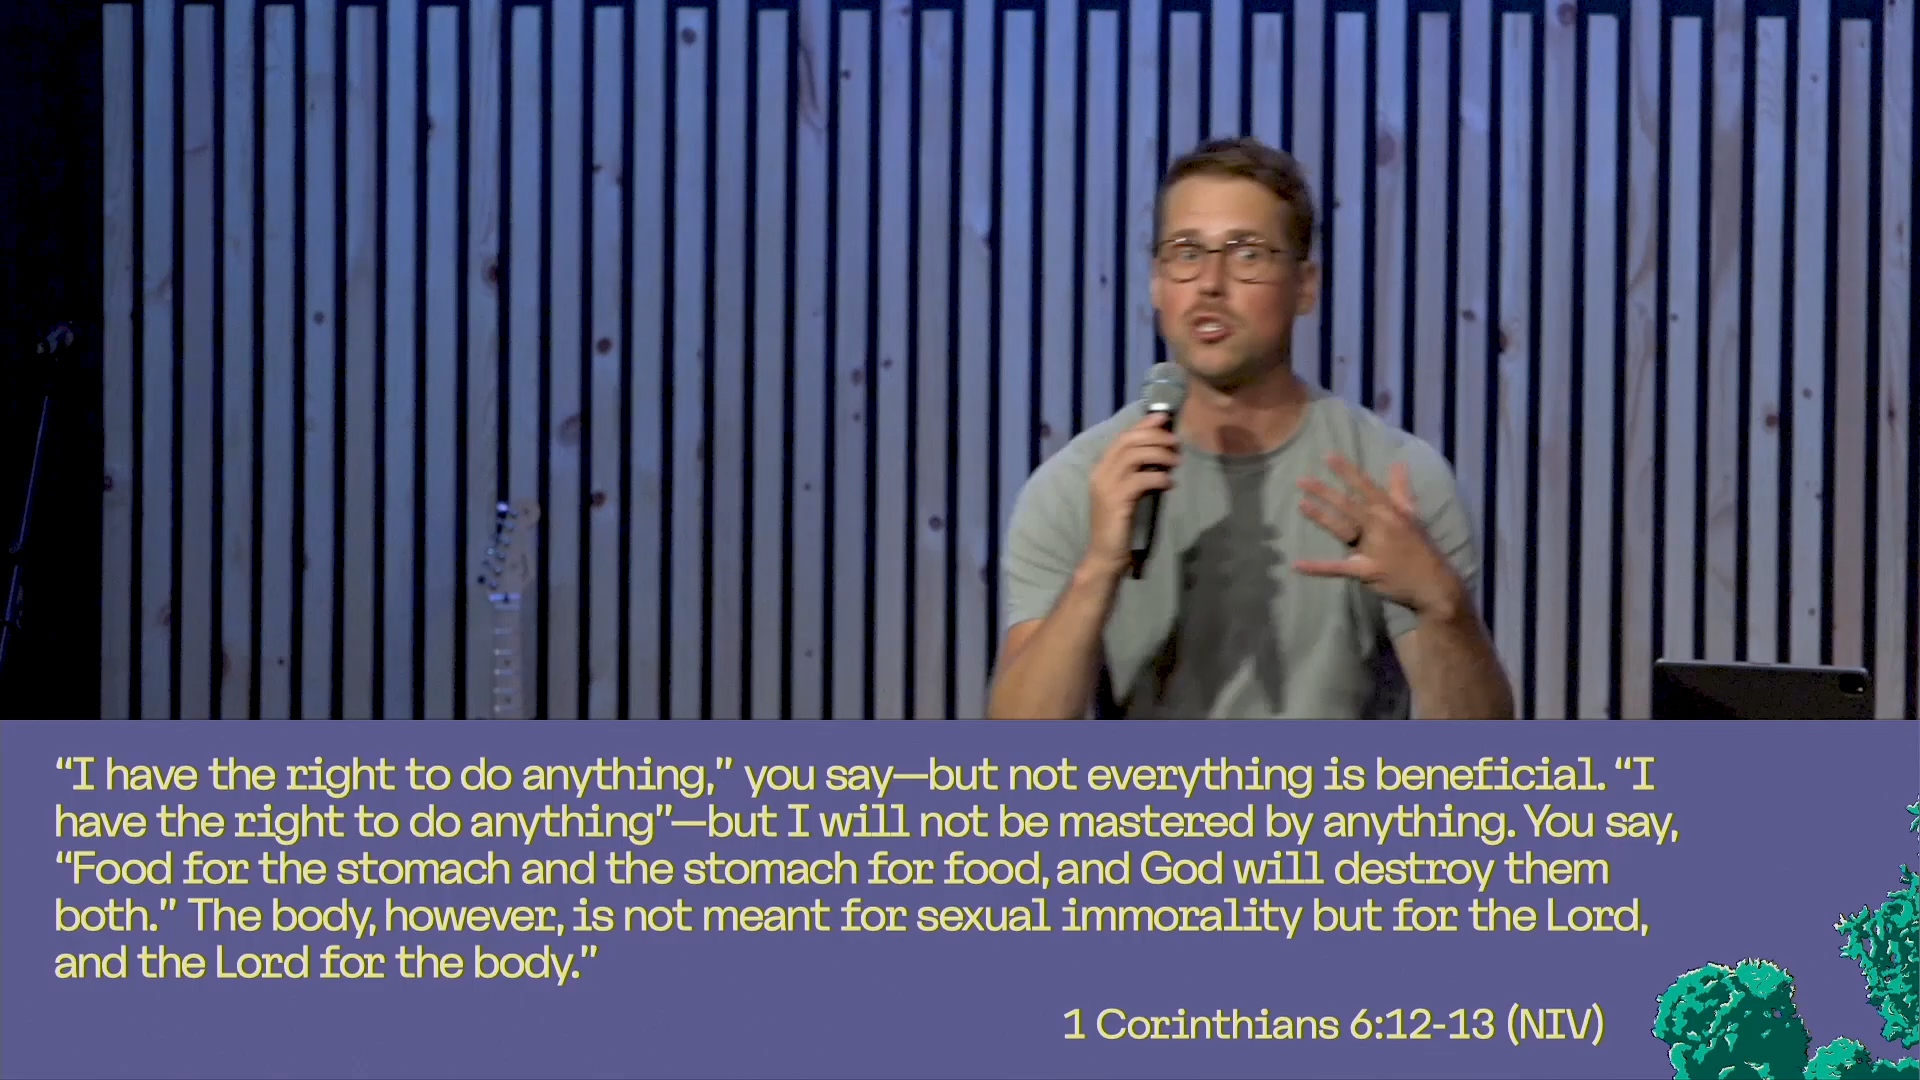 “I have the right to do anything,” you say—but not everything is beneficial. “I
have the right to do anything”—but I will not be mastered by anything. You say,
“Food for the stomach and the stomach for food, and God will destroy them
both.” The body, however, is not meant for sexual immorality but for the Lord,
and the Lord for the body.”
1 Corinthians 6:12-13 (NIV)